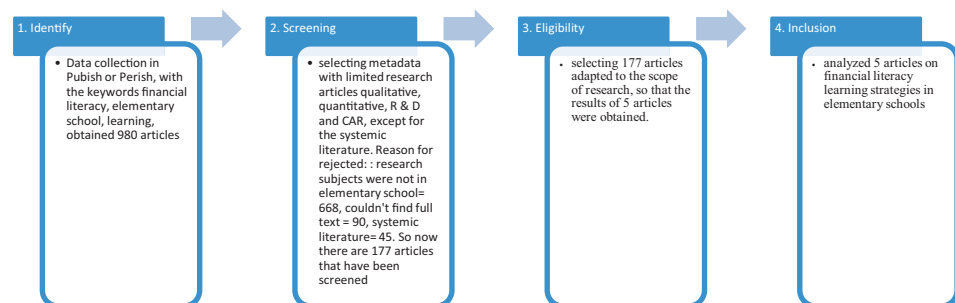 1. Identify
• Data collection in
Pubish or Perish, with
the keywords financial
literacy, elementary
school, learning,
obtained 980 articles
2. Screening
• selecting metadata
with limited research
articles qualitative,
quantitative, R & D
and CAR, except for
the systemic
literature. Reason for
rejected: : research
subjects were not in
elementary school=
668, couldn't find full
text = 90, systemic
literature= 45. So now
there are 177 articles
that have been
screened
3. Eligibility
• selecting 177 articles
adapted to the scope
of research, so that the
results of 5 articles
were obtained.
4. Inclusion
• analyzed 5 articles on
financial literacy
learning strategies in
elementary schools